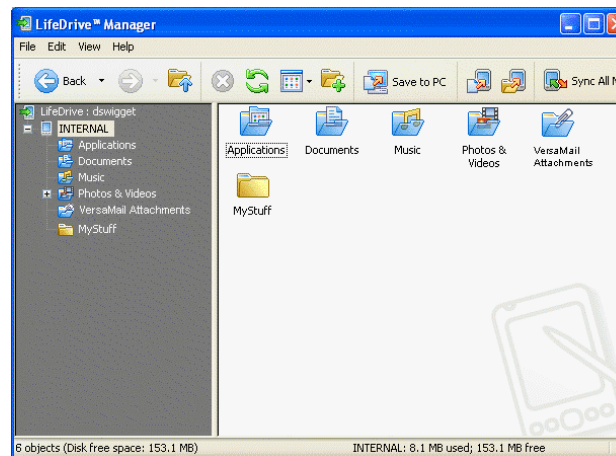 LifeDrive™ Manager
File Edit View Help
Back Save to PC Sync All N
LifeDrive : dswigget
INTERNAL
Applications
Documents
Music
Photos & Videos
VersaMail Attachments
MyStuff
Applications Documents Music Photos & Videos VersaMail Attachments
MyStuff
6 objects (Disk free space: 153.1 MB) INTERNAL: 8.1 MB used; 153.1 MB free